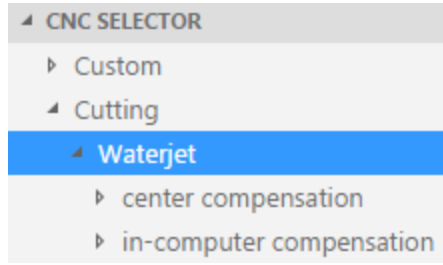 CNC SELECTOR
Custom
Cutting
Waterjet
center compensation
in-computer compensation